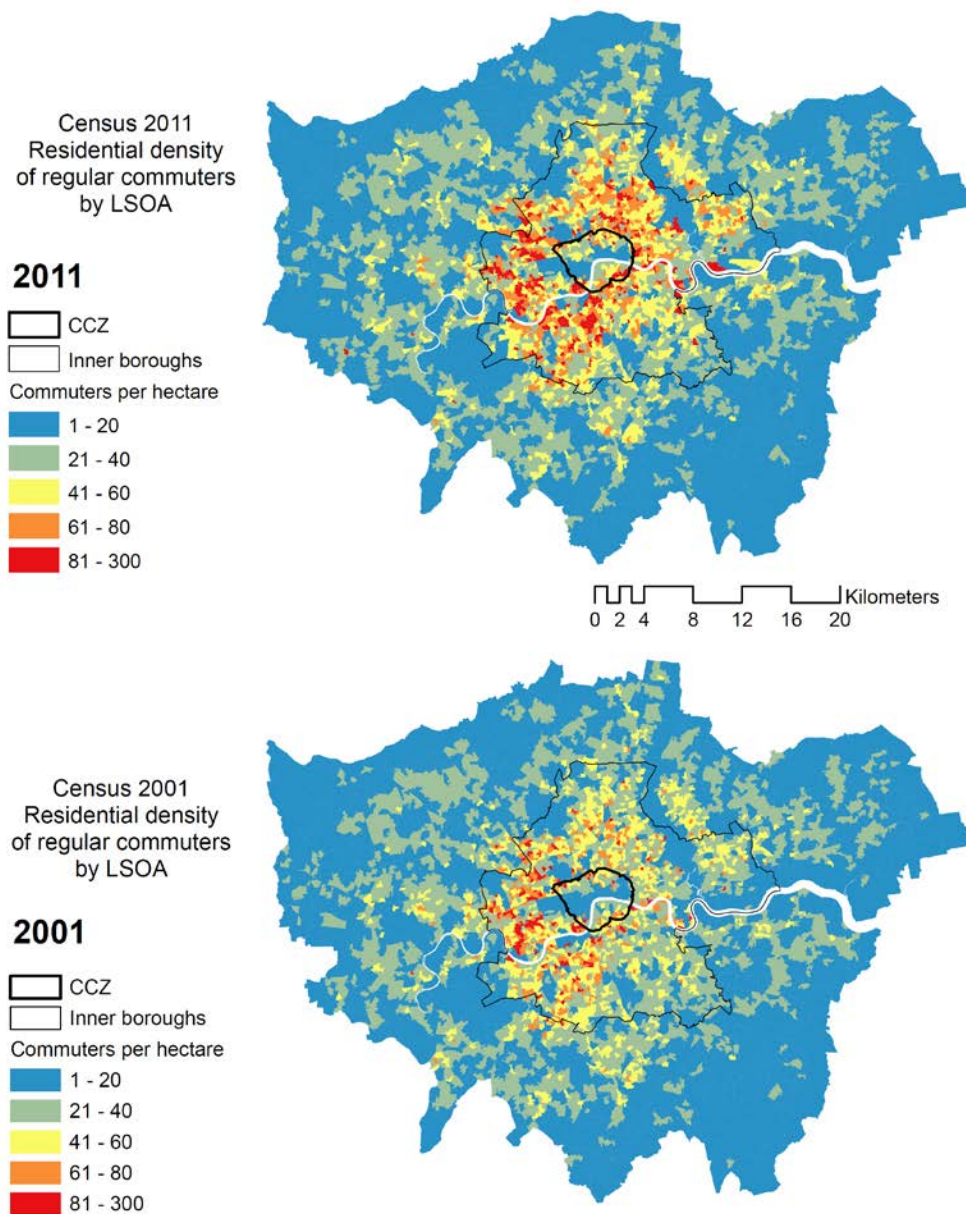 Census 2011
Residential density
of regular commuters
by LSOA
2011
CCZ
Inner boroughs
Commuters per hectare
1 - 20
21 - 40
41 - 60
61 - 80
81 - 300
Kilometers
0 2 4 8 12 16 20
Census 2001
Residential density
of regular commuters
by LSOA
2001
CCZ
Inner boroughs
Commuters per hectare
1 - 20
21 - 40
41 - 60
61 - 80
81 - 300